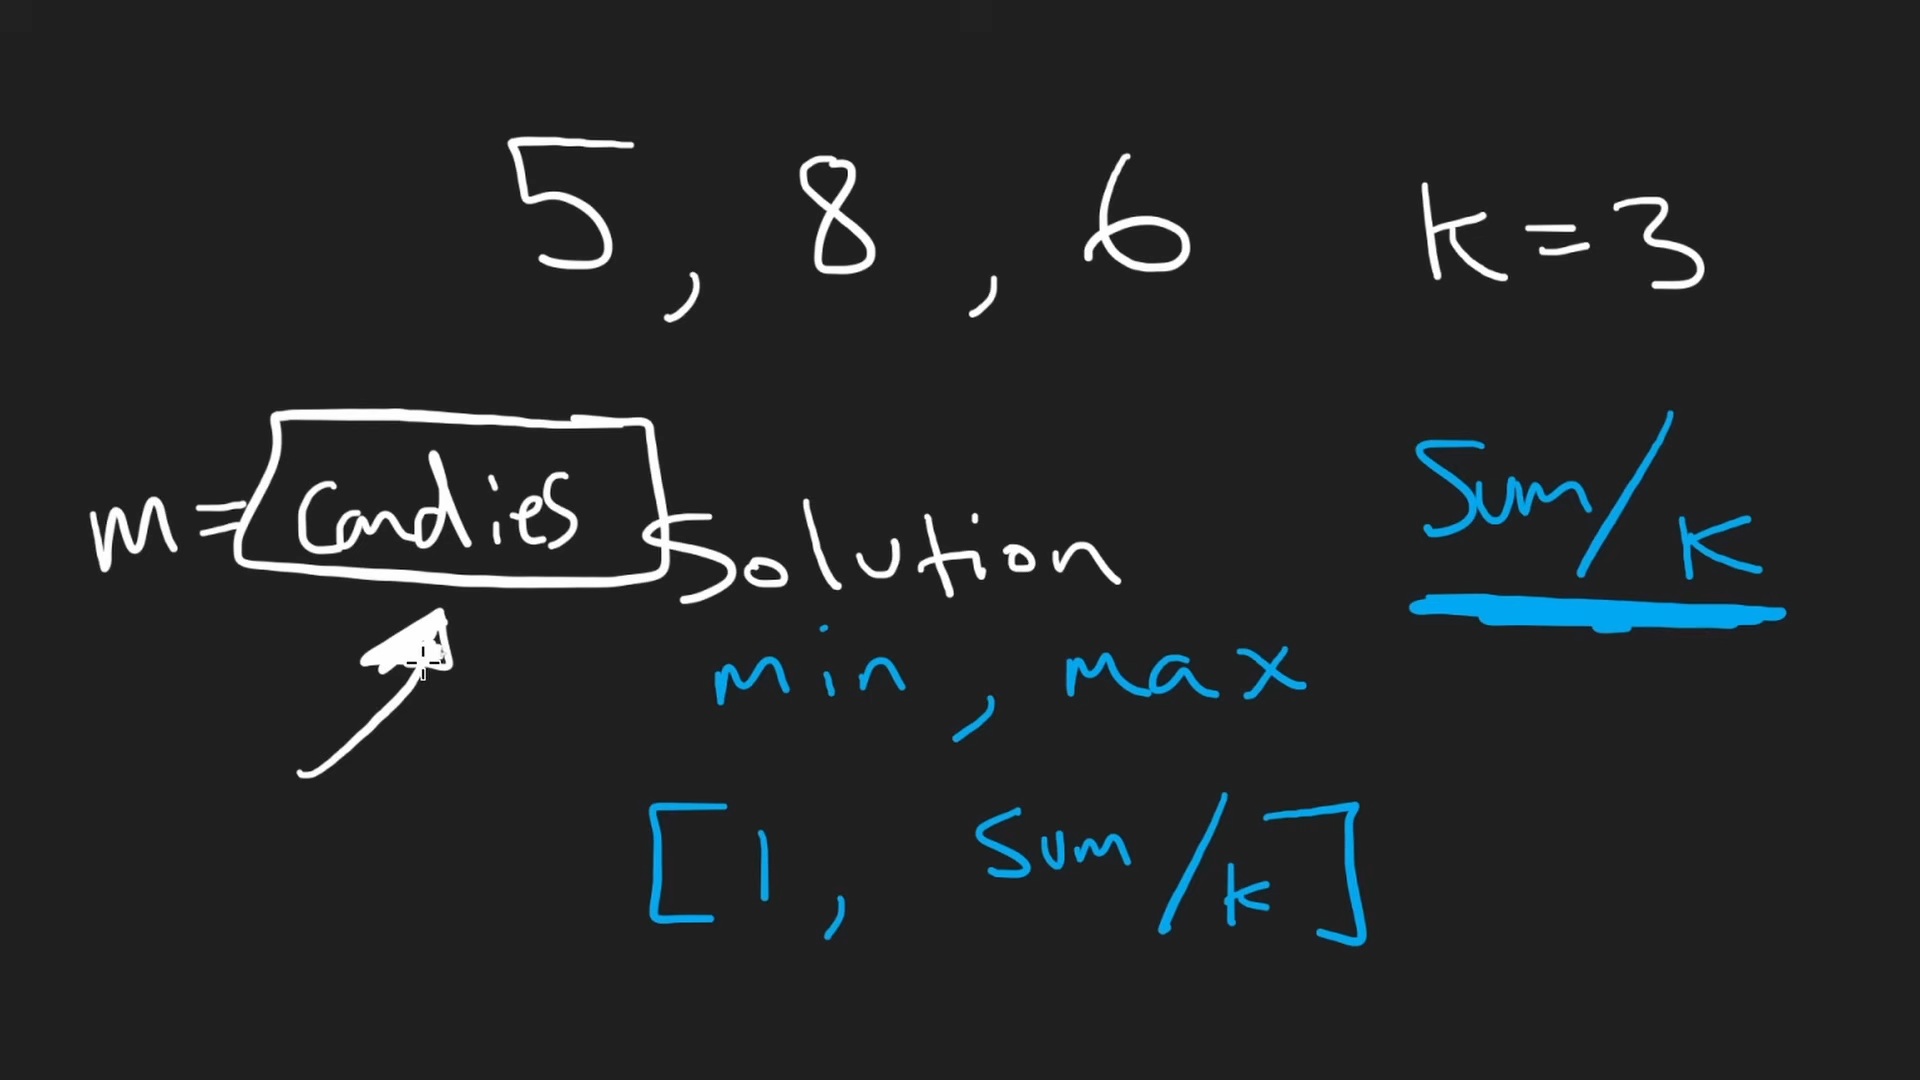 5, 8, 6 K=3
m= Candies Solution
Sum/K
min, max
[1, Sum/K]